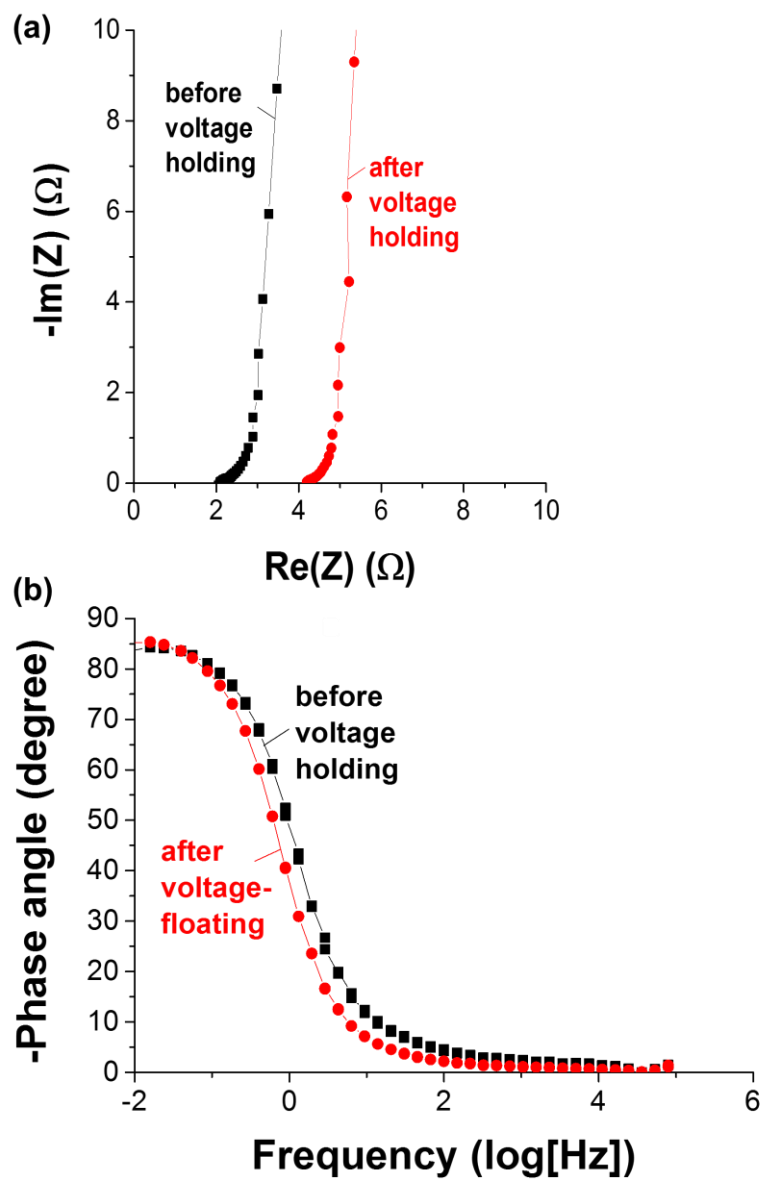 (a)
10
8
6
4
2
0
-Im(Z) (Ω)
before
voltage
holding
after
voltage
holding
0 2 4 6 8 10
Re(Z) (Ω)
(b)
90
80
70
60
50
40
30
20
10
0
-Phase angle (degree)
before
voltage
holding
after
voltage-
floating
-2 0 2 4 6
Frequency (log[Hz])